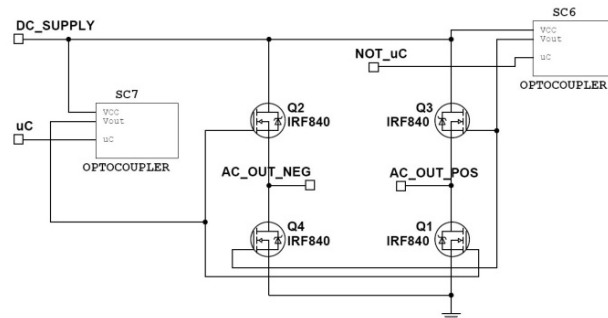 DC_SUPPLY
SC6
VCC
Vout
uC
OPTOCOUPLER
NOT_uC
SC7
VCC
Vout
uC
OPTOCOUPLER
uC
Q2
IRF840
Q3
IRF840
AC_OUT_NEG
AC_OUT_POS
Q4
IRF840
Q1
IRF840